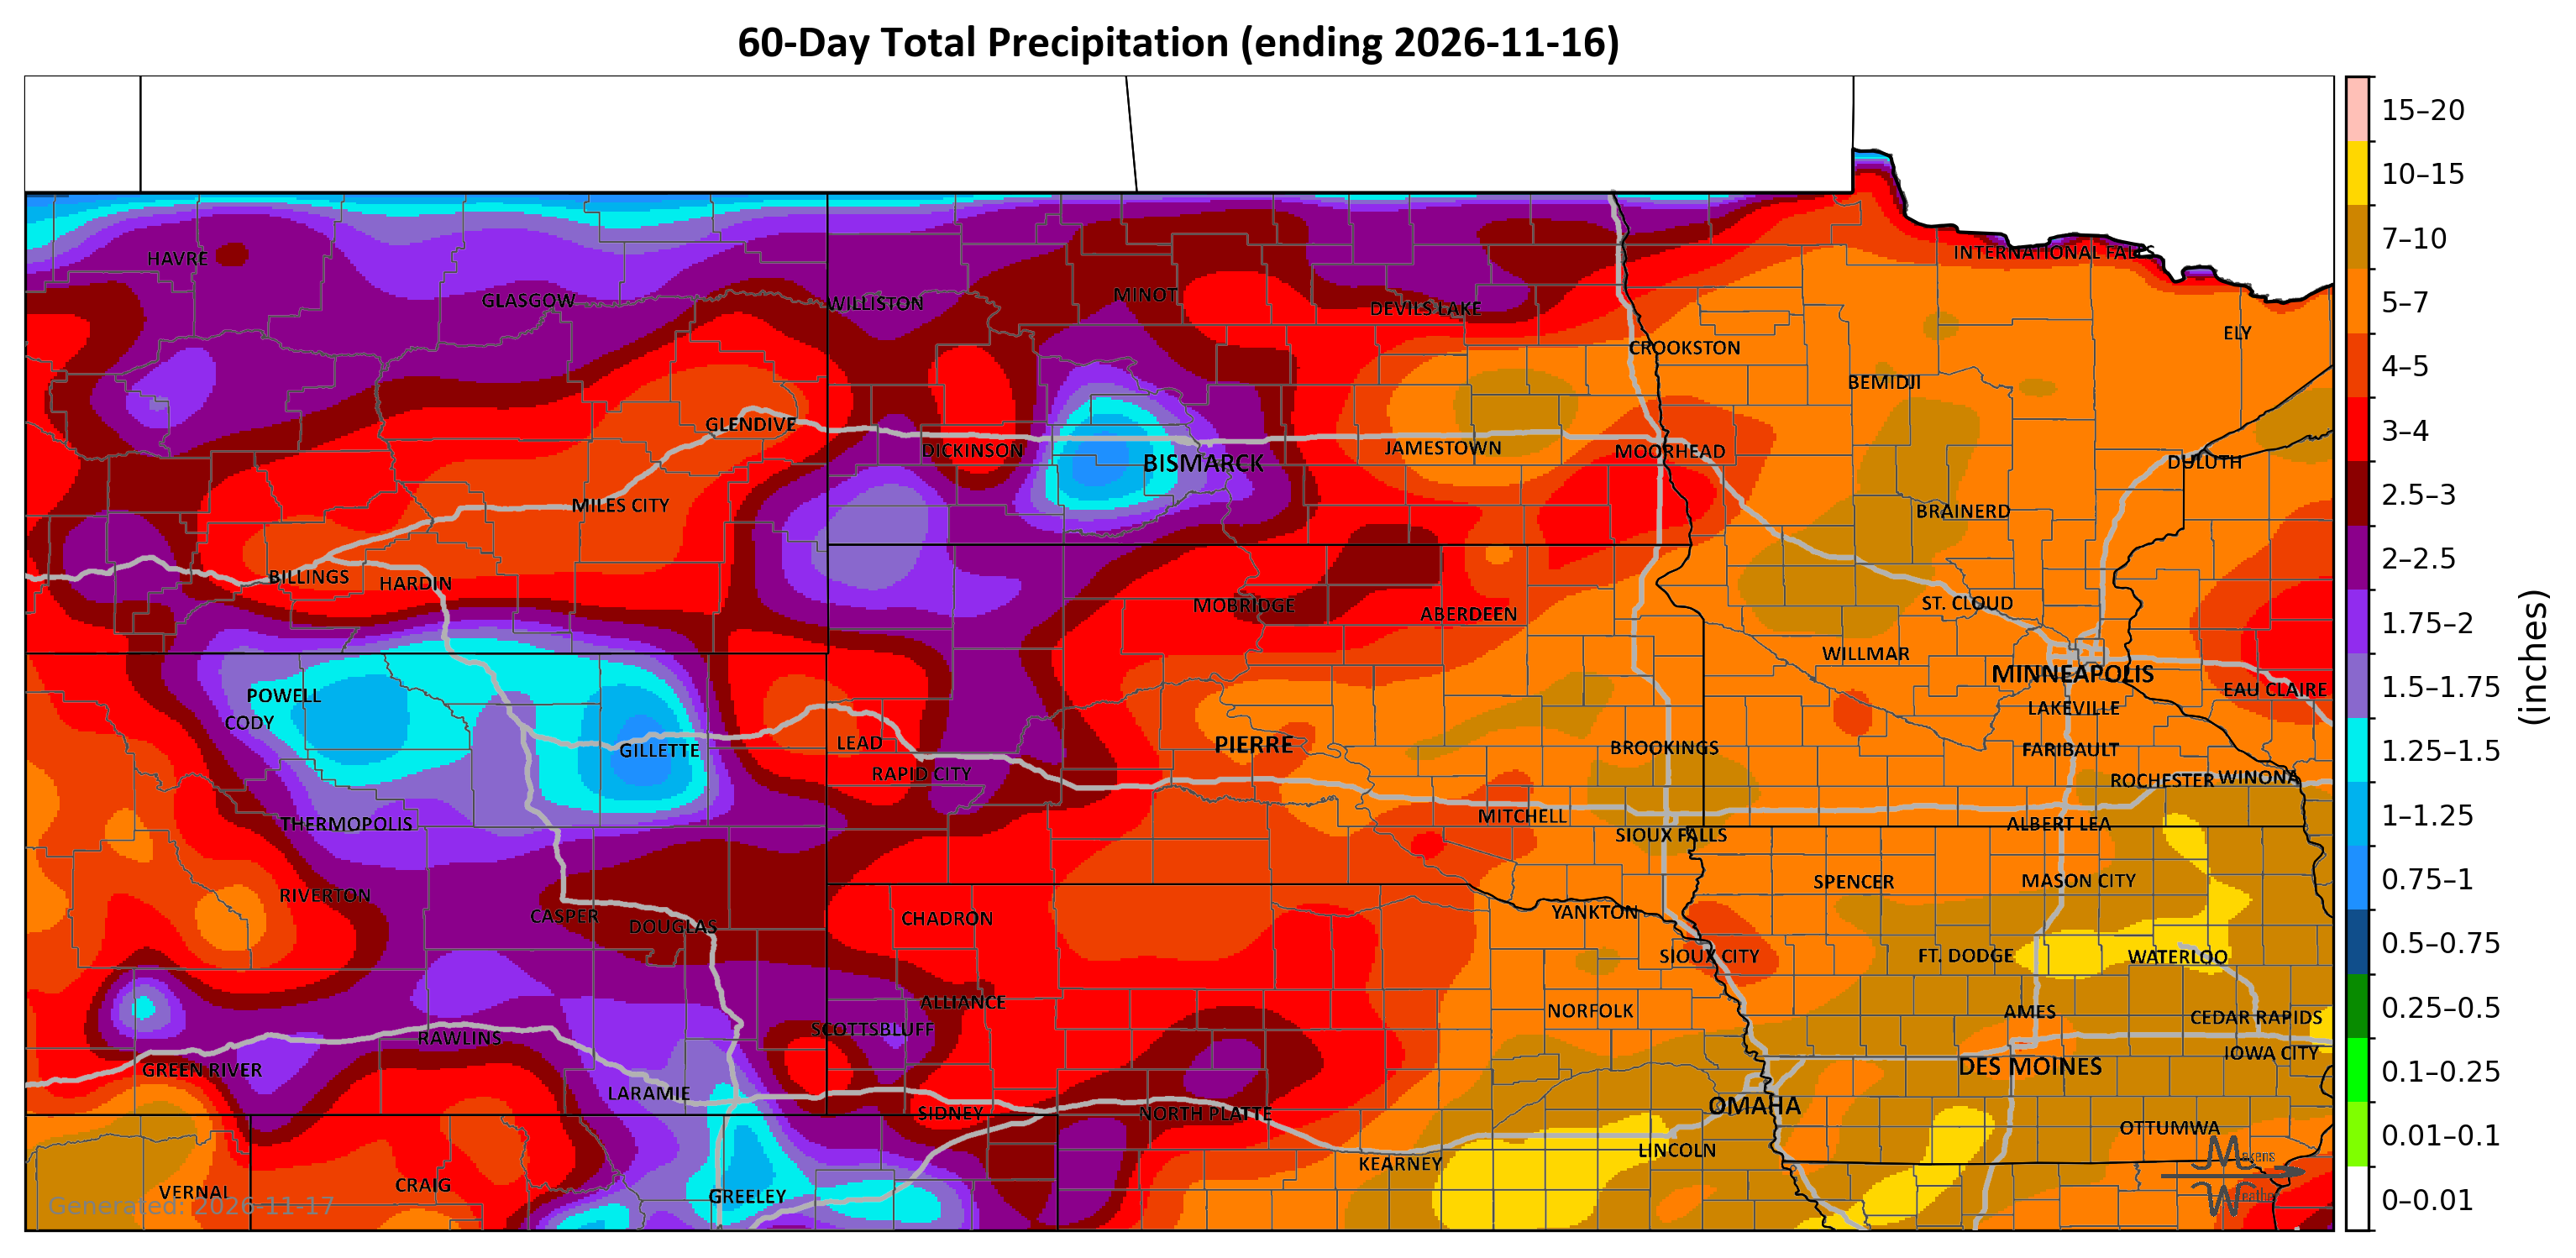 60-Day Total Precipitation (ending 2026-11-16)
15–20
10–15
7–10
5–7
4–5
3–4
2.5–3
2–2.5
1.75–2
1.5–1.75
1.25–1.5
1–1.25
0.75–1
0.5–0.75
0.25–0.5
0.1–0.25
0.01–0.1
0–0.01
(inches)
HAVRE
INTERNATIONAL FALLS
GLASGOW
WILLISTON
MINOT
DEVILS LAKE
ELY
CROOKSTON
BEMIDJI
GLENDIVE
DICKINSON
BISMARCK
JAMESTOWN
MOORHEAD
DULUTH
MILES CITY
BRAINERD
BILLINGS
HARDIN
MOBRIDGE
ABERDEEN
ST. CLOUD
WILLMAR
MINNEAPOLIS
POWELL
CODY
EAU CLAIRE
LAKEVILLE
GILLETTE
LEAD
PIERRE
BROOKINGS
FARIBAULT
RAPID CITY
ROCHESTER
WINONA
THERMOPOLIS
MITCHELL
SIOUX FALLS
ALBERT LEA
RIVERTON
SPENCER
MASON CITY
CASPER
DOUGLAS
CHADRON
YANKTON
SIOUX CITY
FT. DODGE
WATERLOO
ALLIANCE
NORFOLK
AMES
CEDAR RAPIDS
SCOTTSBLUFF
RAWLINS
IOWA CITY
GREEN RIVER
DES MOINES
LARAMIE
OMAHA
SIDNEY
NORTH PLATTE
OTTUMWA
LINCOLN
KEARNEY
VERNAL
CRAIG
GREELEY
Makens
Weather
Generated: 2026-11-17